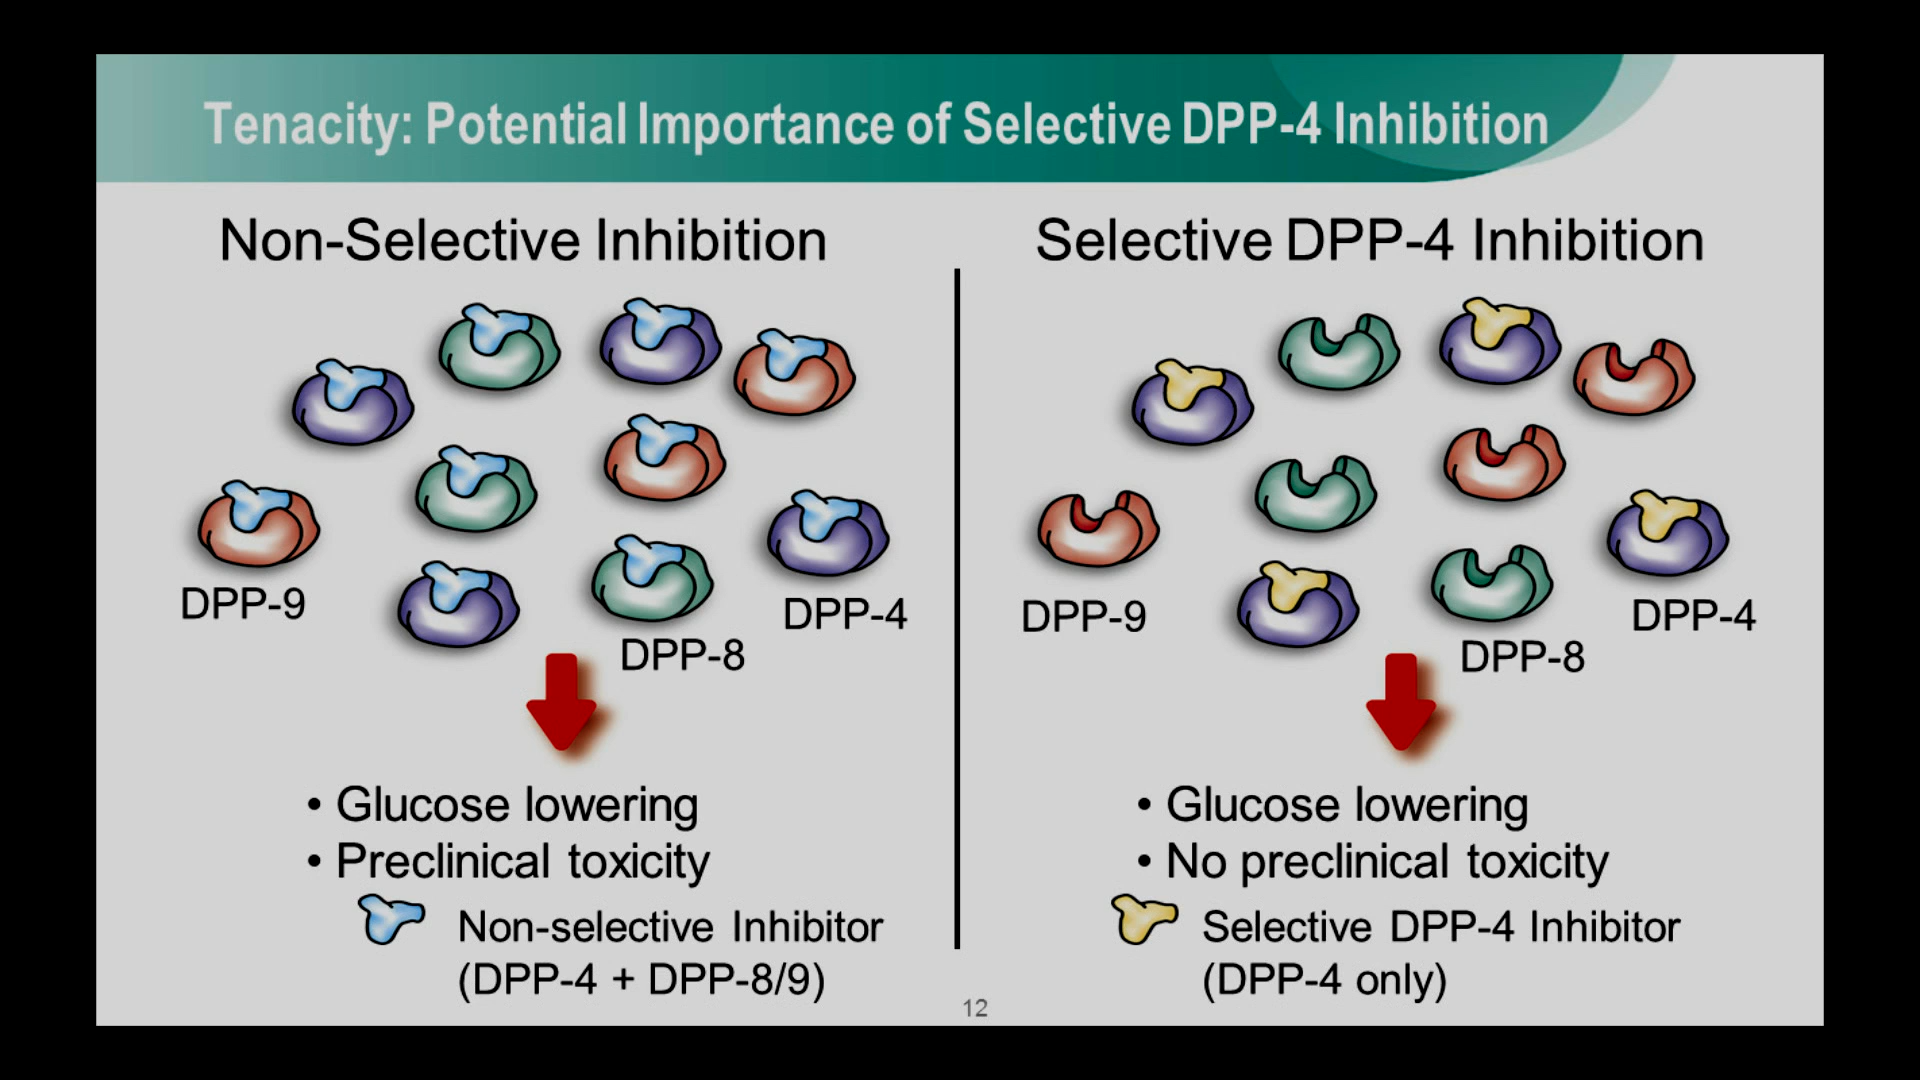 Tenacity: Potential Importance of Selective DPP-4 Inhibition
Non-Selective Inhibition
DPP-9
DPP-8
DPP-4
• Glucose lowering
• Preclinical toxicity
Non-selective Inhibitor
(DPP-4 + DPP-8/9)
Selective DPP-4 Inhibition
DPP-9
DPP-8
DPP-4
• Glucose lowering
• No preclinical toxicity
Selective DPP-4 Inhibitor
(DPP-4 only)
12